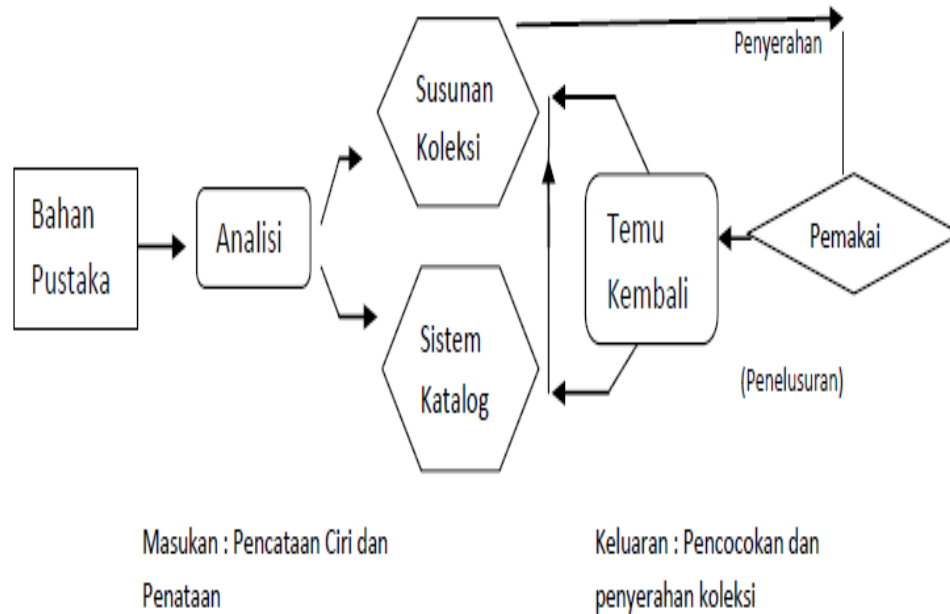 Penyerahan
Susunan
Koleksi
Bahan
Pustaka
Analisi
Temu
Kembali
Pemakai
Sistem
Katalog
(Penelusuran)
Masukan : Pencataan Ciri dan
Penataan
Keluaran : Pencocokan dan
penyerahan koleksi